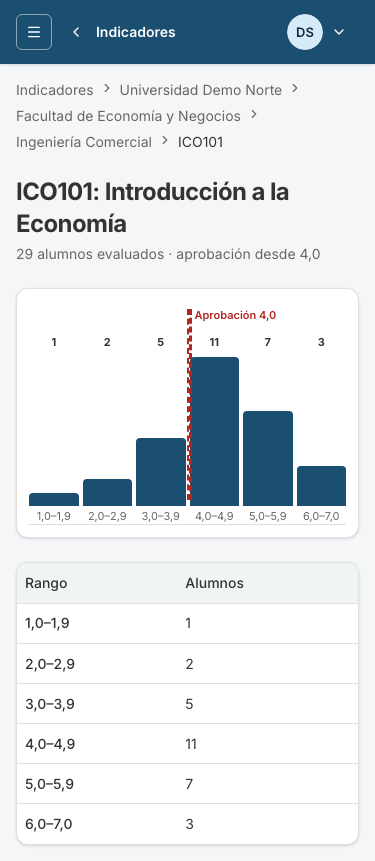 Indicadores
DS
Indicadores > Universidad Demo Norte >
Facultad de Economía y Negocios >
Ingeniería Comercial > ICO101
ICO101: Introducción a la
Economía
29 alumnos evaluados · aprobación desde 4,0
Aprobación 4,0
1 2 5 11 7 3
1,0–1,9 2,0–2,9 3,0–3,9 4,0–4,9 5,0–5,9 6,0–7,0
Rango Alumnos
1,0–1,9 1
2,0–2,9 2
3,0–3,9 5
4,0–4,9 11
5,0–5,9 7
6,0–7,0 3